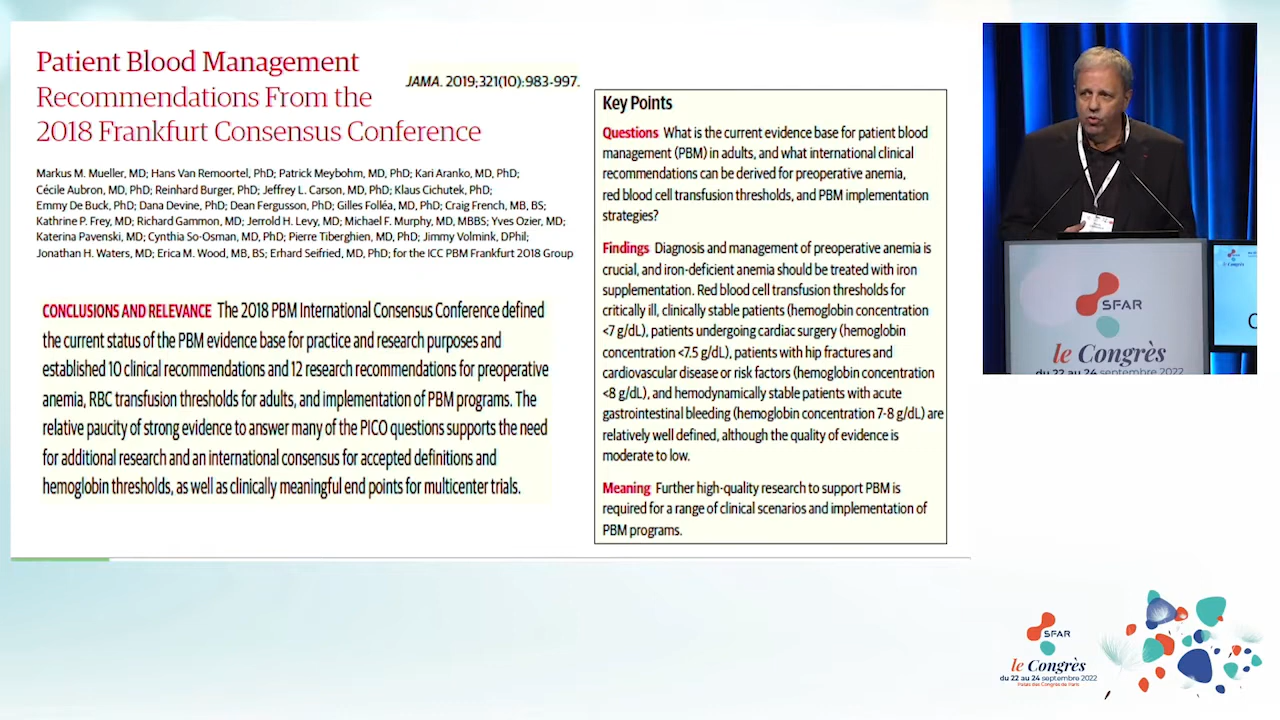 Patient Blood Management
Recommendations From the
2018 Frankfurt Consensus Conference
JAMA. 2019;321(10):983-997.
Markus M. Mueller, MD; Hans Van Remoortel, PhD; Patrick Meybohm, MD, PhD; Kari Aranko, MD, PhD;
Cécile Aubron, MD, PhD; Reinhard Burger, PhD; Jeffrey L. Carson, MD, PhD; Klaus Cichutek, PhD;
Emmy De Buck, PhD; Dana Devine, PhD; Dean Fergusson, PhD; Gilles Folléa, MD, PhD; Craig French, MB, BS;
Kathrine P. Frey, MD; Richard Gammon, MD; Jerrold H. Levy, MD; Michael F. Murphy, MD, MBBS; Yves Ozier, MD;
Katerina Pavenski, MD; Cynthia So-Osman, MD, PhD; Pierre Tiberghien, MD, PhD; Jimmy Volmink, DPhil;
Jonathan H. Waters, MD; Erica M. Wood, MB, BS; Erhard Seifried, MD, PhD; for the ICC PBM Frankfurt 2018 Group
CONCLUSIONS AND RELEVANCE The 2018 PBM International Consensus Conference defined
the current status of the PBM evidence base for practice and research purposes and
established 10 clinical recommendations and 12 research recommendations for preoperative
anemia, RBC transfusion thresholds for adults, and implementation of PBM programs. The
relative paucity of strong evidence to answer many of the PICO questions supports the need
for additional research and an international consensus for accepted definitions and
hemoglobin thresholds, as well as clinically meaningful end points for multicenter trials.
Key Points
Questions What is the current evidence base for patient blood
management (PBM) in adults, and what international clinical
recommendations can be derived for preoperative anemia,
red blood cell transfusion thresholds, and PBM implementation
strategies?
Findings Diagnosis and management of preoperative anemia is
crucial, and iron-deficient anemia should be treated with iron
supplementation. Red blood cell transfusion thresholds for
critically ill, clinically stable patients (hemoglobin concentration
<7 g/dL), patients undergoing cardiac surgery (hemoglobin
concentration <7.5 g/dL), patients with hip fractures and
cardiovascular disease or risk factors (hemoglobin concentration
<8 g/dL), and hemodynamically stable patients with acute
gastrointestinal bleeding (hemoglobin concentration 7-8 g/dL) are
relatively well defined, although the quality of evidence is
moderate to low.
Meaning Further high-quality research to support PBM is
required for a range of clinical scenarios and implementation of
PBM programs.
SFAR
le Congrès
du 22 au 24 septembre 2022
SFAR
le Congrès
du 22 au 24 septembre 2022
Palais des Congrès de Paris